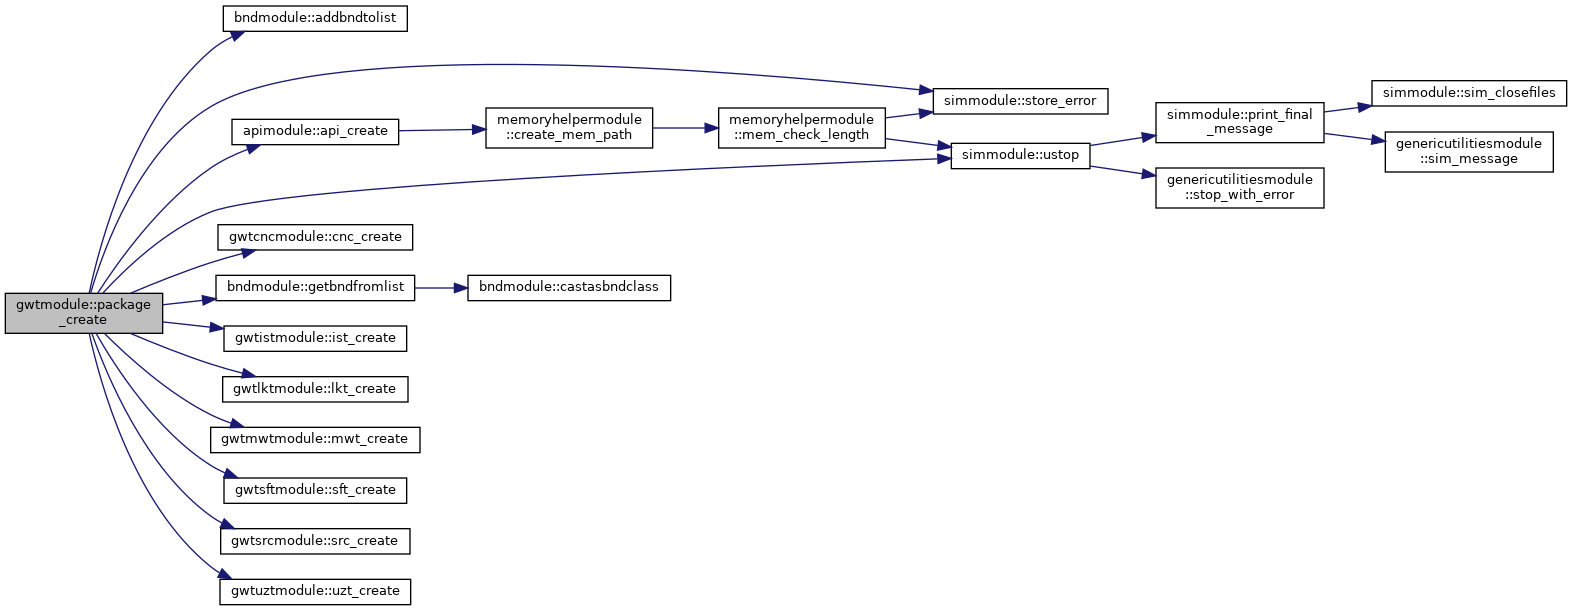 bndmodule::addbndtolist
simmodule::sim_closefiles
simmodule::store_error
memoryhelpermodule
::create_mem_path
memoryhelpermodule
::mem_check_length
simmodule::print_final
_message
apimodule::api_create
genericutilitiesmodule
::sim_message
simmodule::ustop
genericutilitiesmodule
::stop_with_error
gwtcncmodule::cnc_create
bndmodule::getbndfromlist
bndmodule::castasbndclass
gwtmodule::package
_create
gwtistmodule::ist_create
gwtlktmodule::lkt_create
gwtmwtmodule::mwt_create
gwtsftmodule::sft_create
gwtsrcmodule::src_create
gwtuztmodule::uzt_create